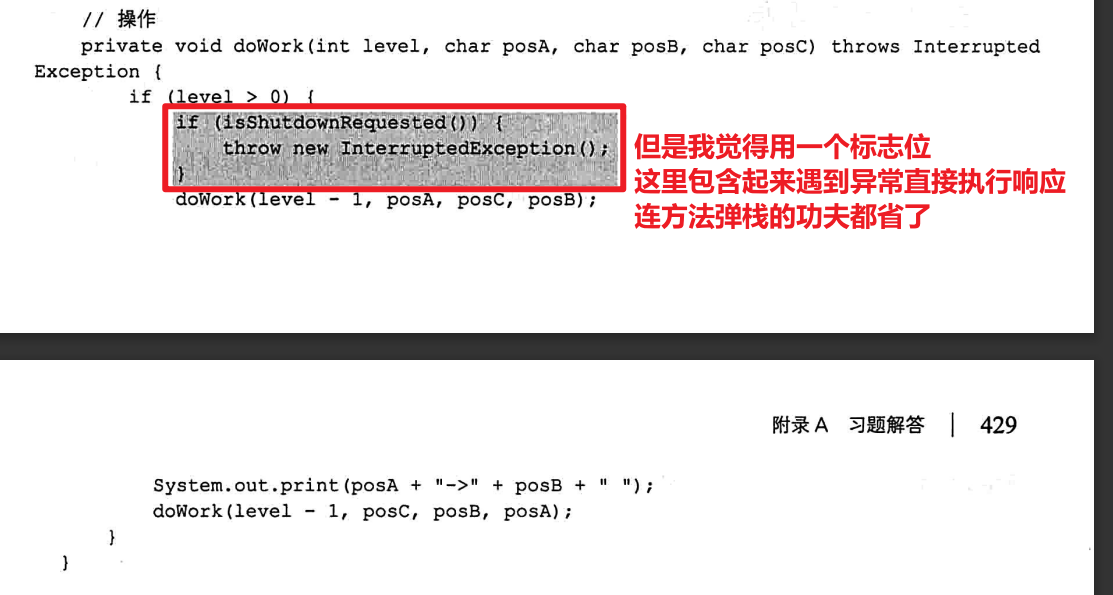 // 操作
private void doWork(int level, char posA, char posB, char posC) throws Interrupted
Exception {
if (level > 0) {
if (isShutdownRequested()) {
throw new InterruptedException();
}
doWork(level - 1, posA, posC, posB);
但是我觉得用一个标志位
这里包含起来遇到异常直接执行响应
连方法弹栈的功夫都省了
附录 A 习题解答 | 429
System.out.print(posA + "->" + posB + " ");
doWork(level - 1, posC, posB, posA);
}
}